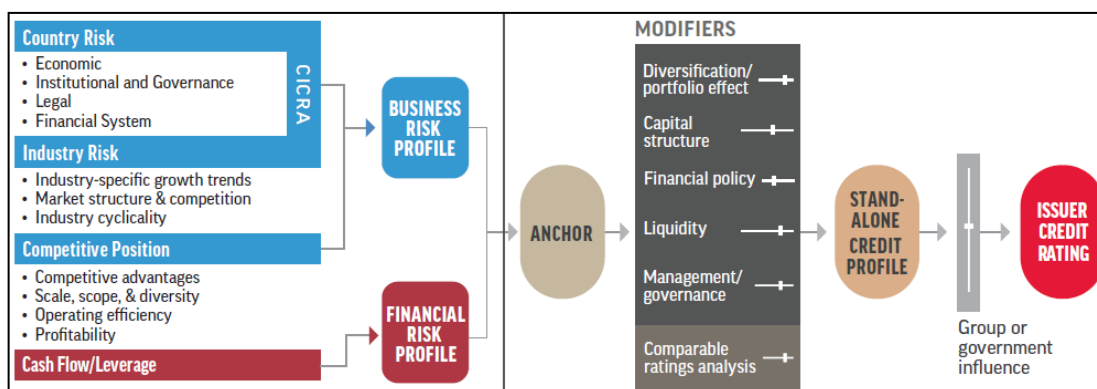 Country Risk
• Economic
• Institutional and Governance
• Legal
• Financial System
CICRA
Industry Risk
• Industry-specific growth trends
• Market structure & competition
• Industry cyclicality
Competitive Position
• Competitive advantages
• Scale, scope, & diversity
• Operating efficiency
• Profitability
Cash Flow/Leverage
BUSINESS
RISK
PROFILE
FINANCIAL
RISK
PROFILE
ANCHOR
MODIFIERS
Diversification/
portfolio effect
Capital
structure
Financial policy
Liquidity
Management/
governance
Comparable
ratings analysis
STAND-
ALONE
CREDIT
PROFILE
Group or
government
influence
ISSUER
CREDIT
RATING